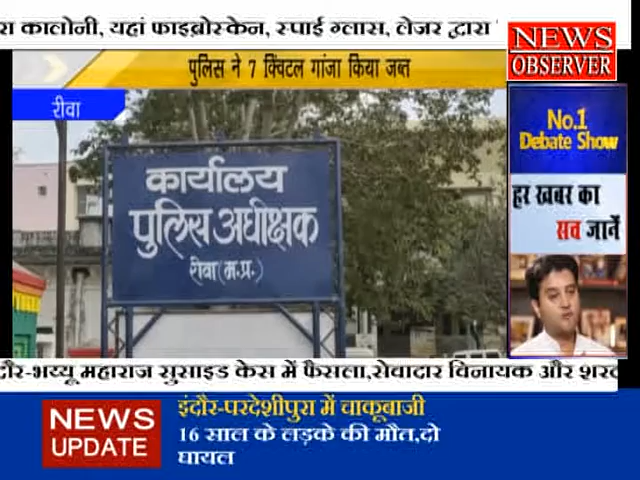 रा कालोनी, यहां फाइब्रोस्केन, स्पाई ग्लास, लेजर द्वारा
NEWS
OBSERVER
पुलिस ने 7 क्विंटल गांजा किया जब्त
रीवा
No.1
Debate Show
हर खबर का
सच जानें
कार्यालय
पुलिस अधीक्षक
रीवा (म.प्र.)
दौर-भय्यू महाराज सुसाइड केस में फैसला,सेवादार विनायक और शरद
NEWS
UPDATE
इंदौर-परदेशीपुरा में चाकूबाजी
16 साल के लड़के की मौत,दो
घायल